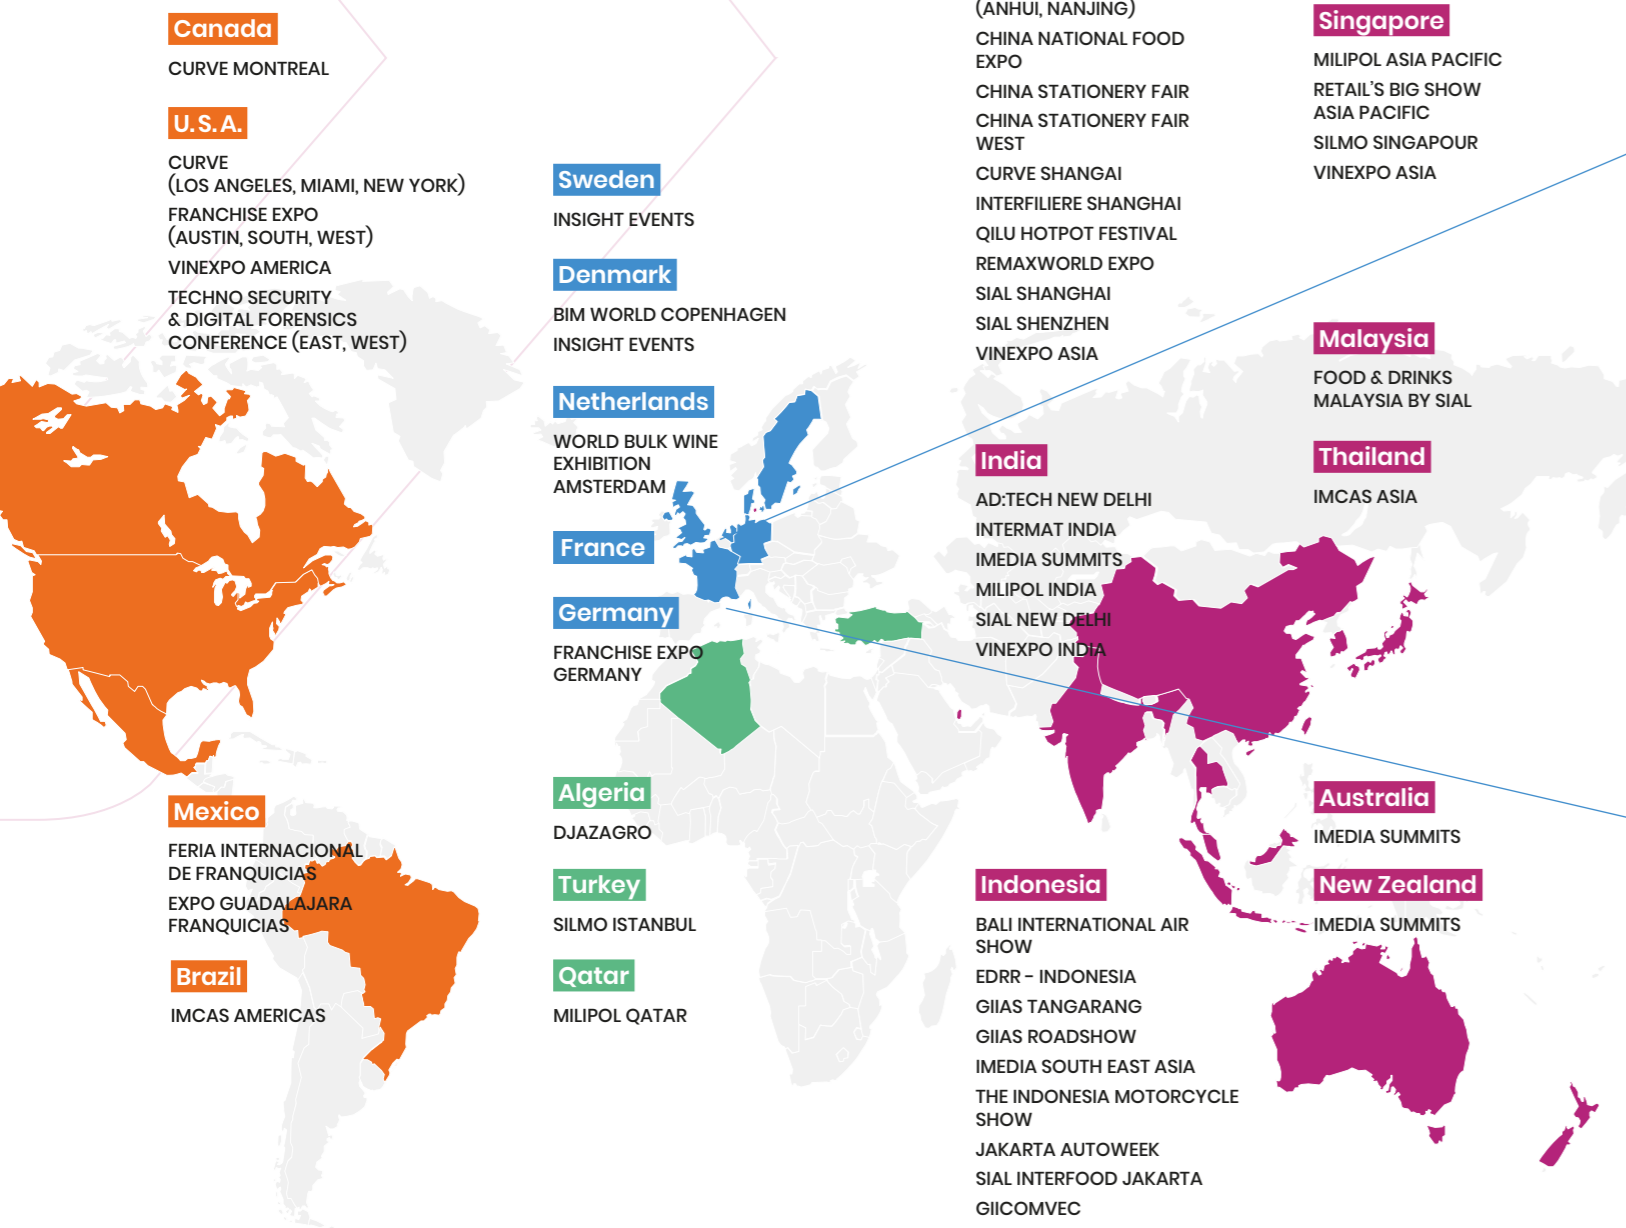 Canada
CURVE MONTREAL
U.S.A.
CURVE
(LOS ANGELES, MIAMI, NEW YORK)
FRANCHISE EXPO
(AUSTIN, SOUTH, WEST)
VINEXPO AMERICA
TECHNO SECURITY
& DIGITAL FORENSICS
CONFERENCE (EAST, WEST)
Mexico
FERIA INTERNACIONAL
DE FRANQUICIAS
EXPO GUADALAJARA
FRANQUICIAS
Brazil
IMCAS AMERICAS
Sweden
INSIGHT EVENTS
Denmark
BIM WORLD COPENHAGEN
INSIGHT EVENTS
Netherlands
WORLD BULK WINE
EXHIBITION
AMSTERDAM
France
Germany
FRANCHISE EXPO
GERMANY
Algeria
DJAZAGRO
Turkey
SILMO ISTANBUL
Qatar
MILIPOL QATAR
(ANHUI, NANJING)
CHINA NATIONAL FOOD
EXPO
CHINA STATIONERY FAIR
CHINA STATIONERY FAIR
WEST
CURVE SHANGAI
INTERFILIERE SHANGHAI
QILU HOTPOT FESTIVAL
REMAXWORLD EXPO
SIAL SHANGHAI
SIAL SHENZHEN
VINEXPO ASIA
India
AD:TECH NEW DELHI
INTERMAT INDIA
IMEDIA SUMMITS
MILIPOL INDIA
SIAL NEW DELHI
VINEXPO INDIA
Indonesia
BALI INTERNATIONAL AIR
SHOW
EDRR - INDONESIA
GIIAS TANGARANG
GIIAS ROADSHOW
IMEDIA SOUTH EAST ASIA
THE INDONESIA MOTORCYCLE
SHOW
JAKARTA AUTOWEEK
SIAL INTERFOOD JAKARTA
GIICOMVEC
Singapore
MILIPOL ASIA PACIFIC
RETAIL'S BIG SHOW
ASIA PACIFIC
SILMO SINGAPOUR
VINEXPO ASIA
Malaysia
FOOD & DRINKS
MALAYSIA BY SIAL
Thailand
IMCAS ASIA
Australia
IMEDIA SUMMITS
New Zealand
IMEDIA SUMMITS